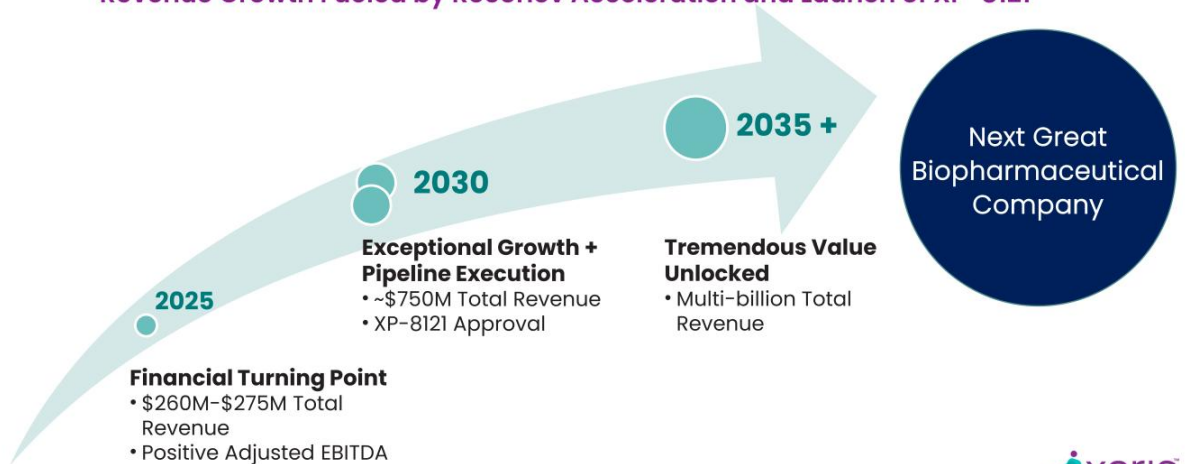 2035 +
2030
2025
Next Great
Biopharmaceutical
Company
Exceptional Growth +
Pipeline Execution
• ~$750M Total Revenue
• XP-8121 Approval
Tremendous Value
Unlocked
• Multi-billion Total
Revenue
Financial Turning Point
• $260M-$275M Total
Revenue
• Positive Adjusted EBITDA